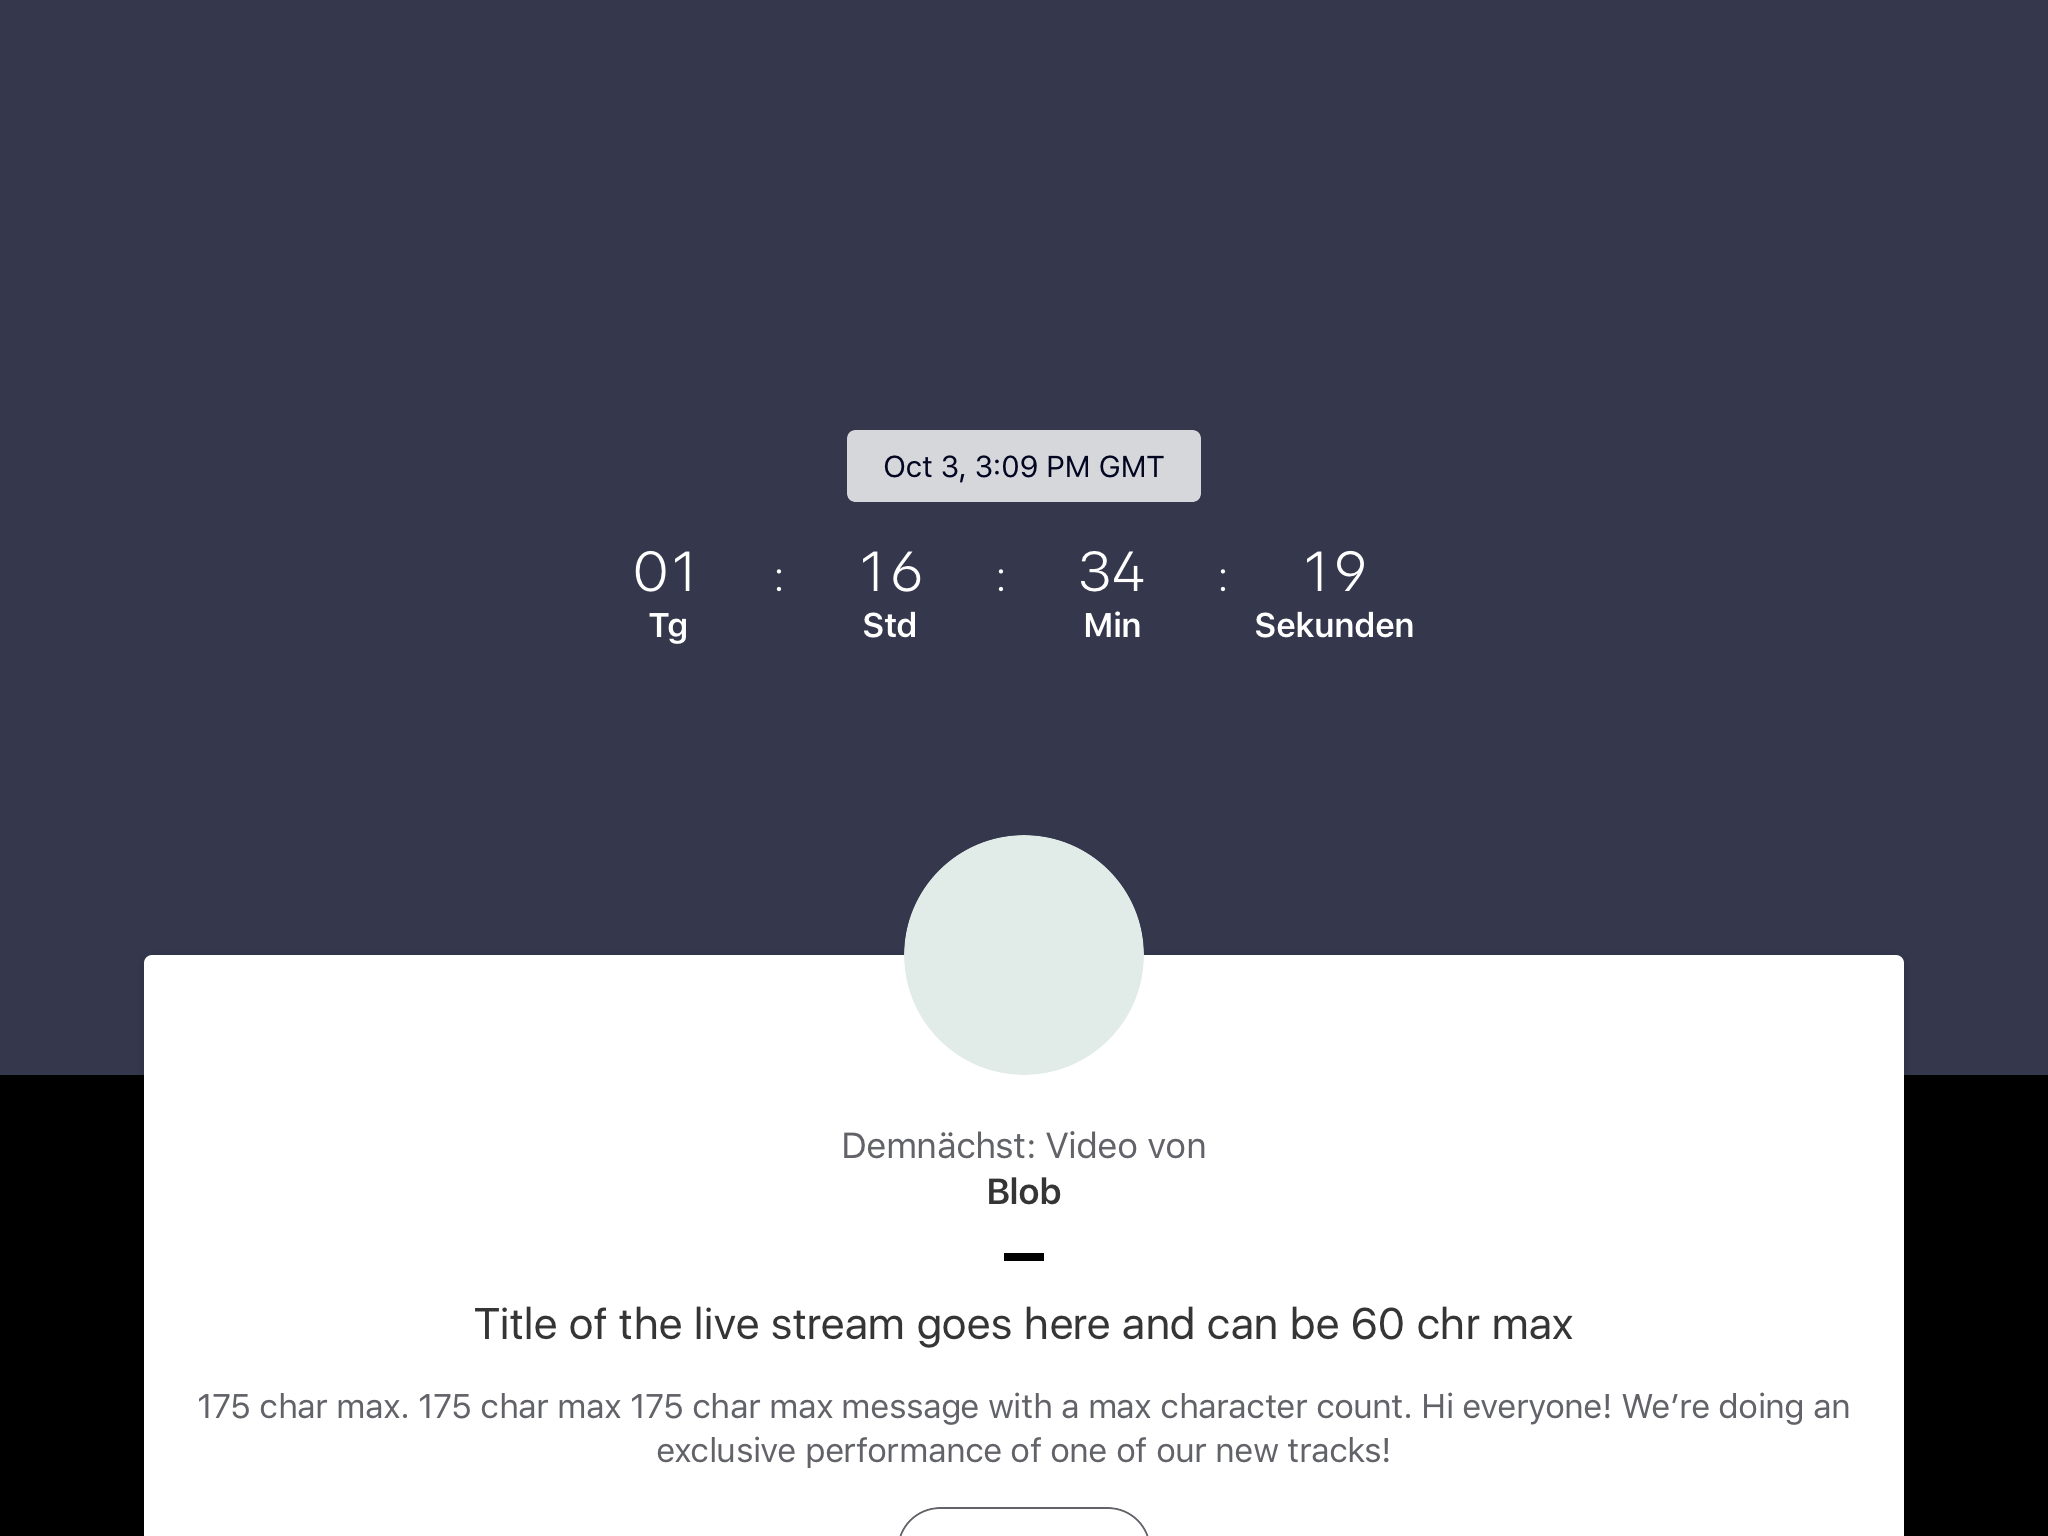 Oct 3, 3:09 PM GMT
01 : 16 : 34 : 19
Tg Std Min Sekunden
Demnächst: Video von
Blob
Title of the live stream goes here and can be 60 chr max
175 char max. 175 char max 175 char max message with a max character count. Hi everyone! We’re doing an
exclusive performance of one of our new tracks!